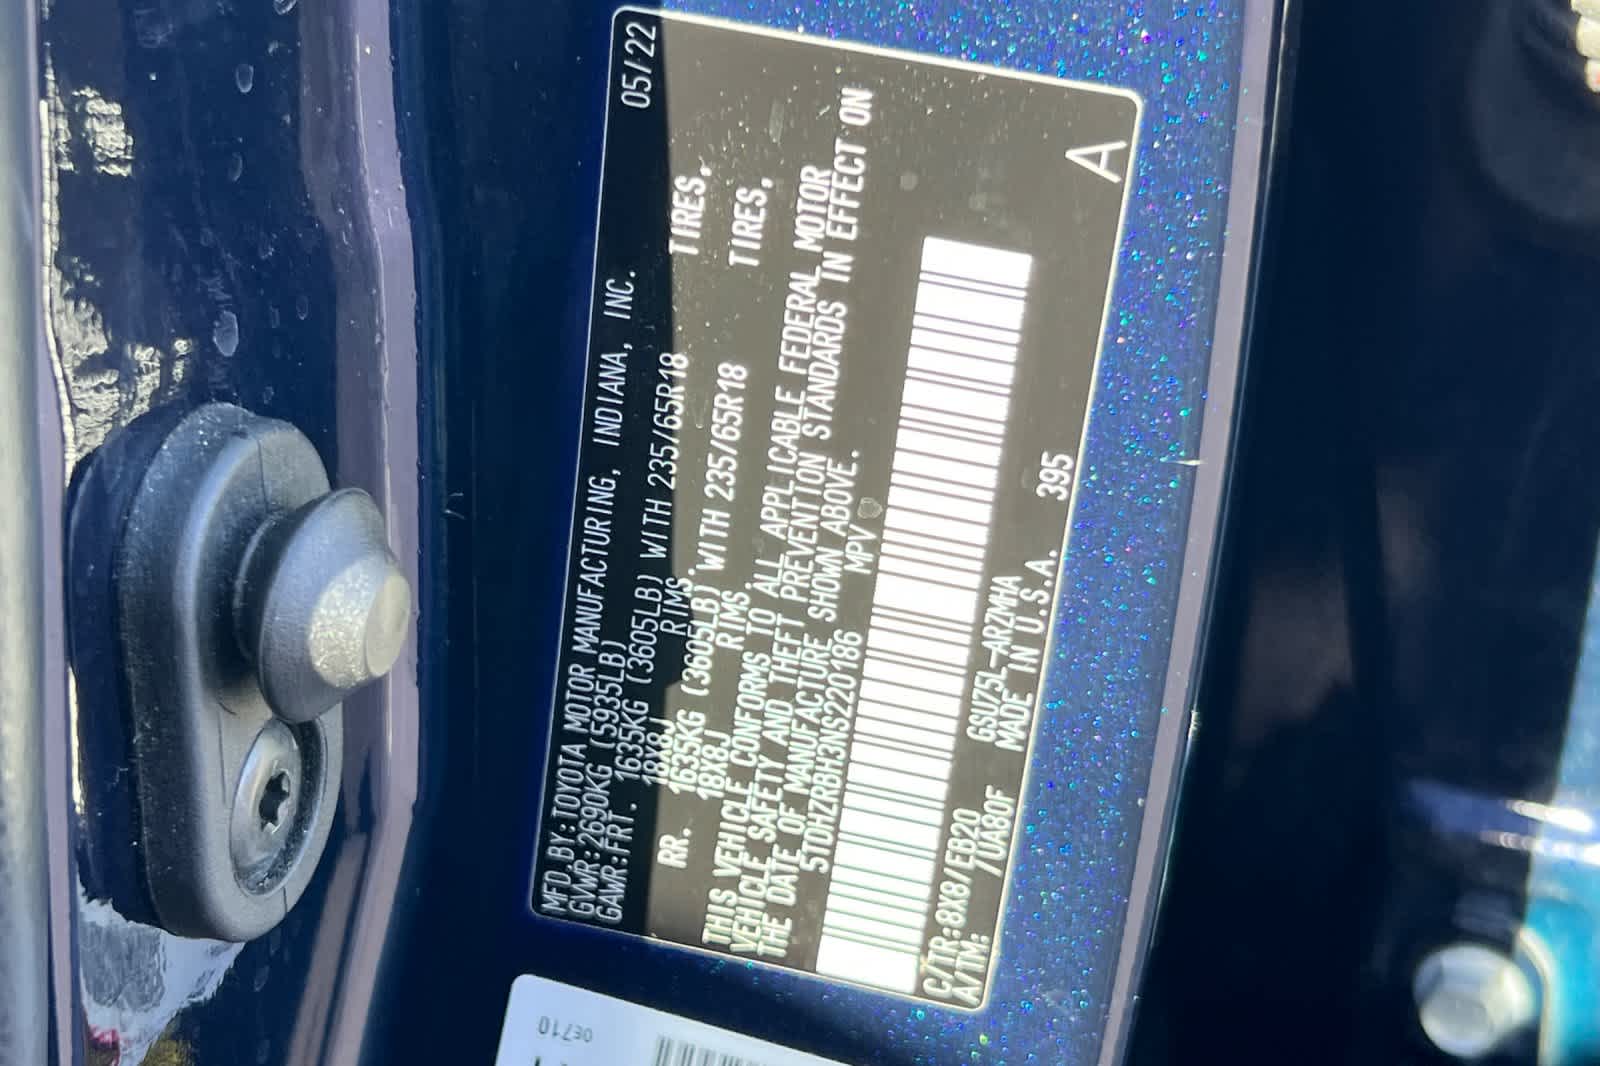 05/22
MFD.BY:TOYOTA MOTOR MANUFACTURING, INDIANA, INC.
GVWR:2690KG (5935LB)
GAWR:FRT. 1635KG (3605LB) WITH 235/65R18 TIRES,
18X8J RIMS.
RR. 1635KG (3605LB) WITH 235/65R18 TIRES,
18X8J RIMS.
THIS VEHICLE CONFORMS TO ALL APPLICABLE FEDERAL MOTOR
VEHICLE SAFETY AND THEFT PREVENTION STANDARDS IN EFFECT ON
THE DATE OF MANUFACTURE SHOWN ABOVE.
5TDHZRBH3NS220186 MPV
C/TR:8X8/EB20 GSU75L-ARZMHA
A/TM: /UA80F MADE IN U.S.A. 395
A
0E710